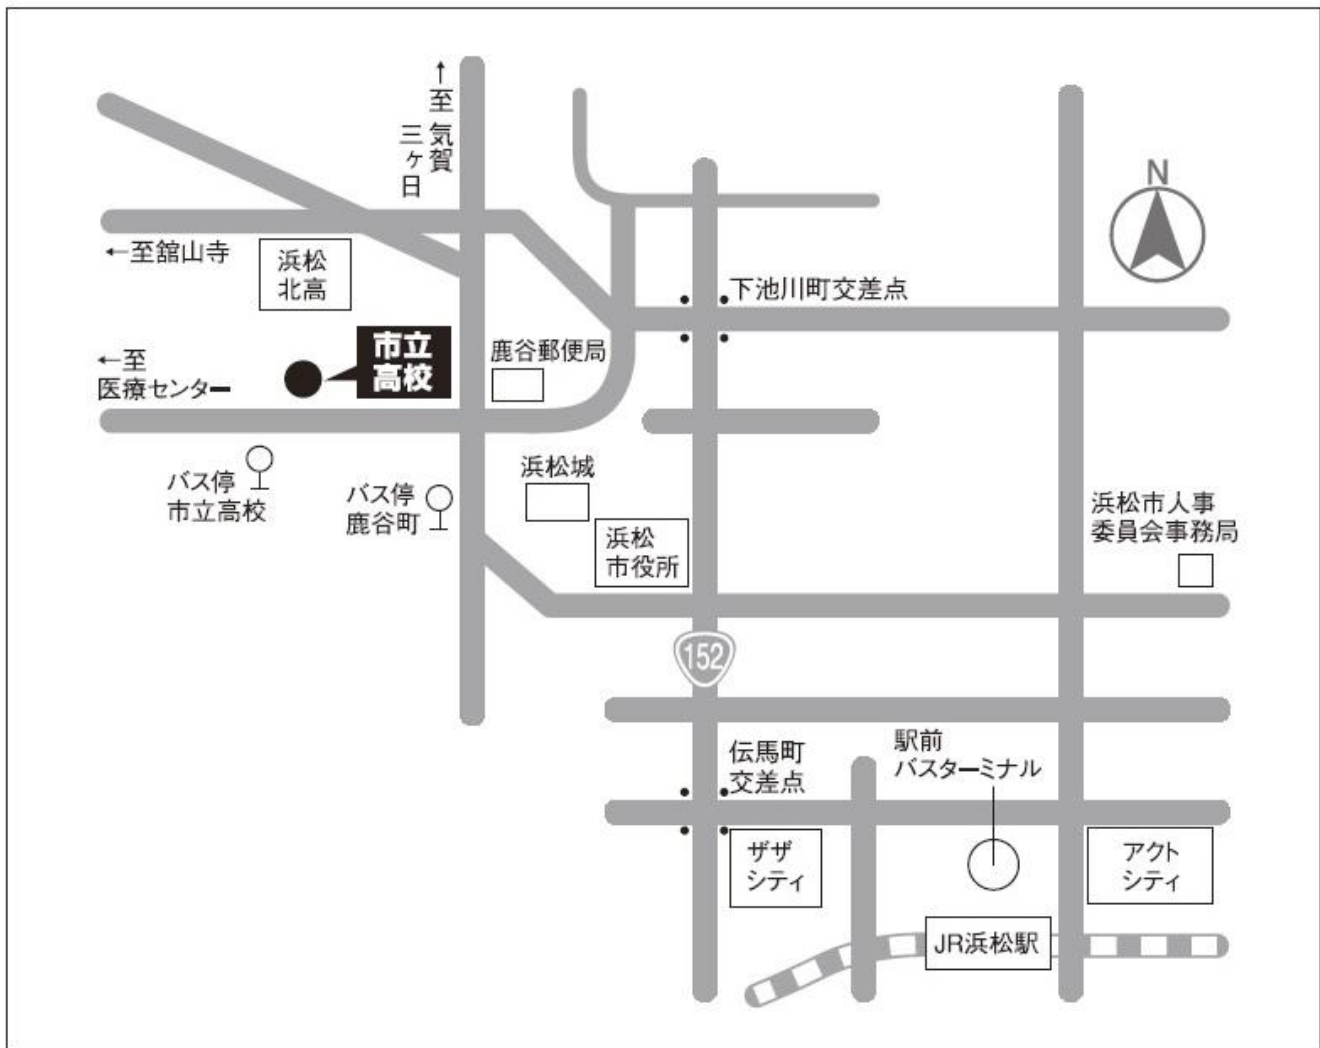 ↑至 気賀
三ヶ日
N
←至舘山寺
浜松
北高
下池川町交差点
←至
医療センター
市立
高校
鹿谷郵便局
バス停
市立高校
バス停
鹿谷町
浜松城
浜松
市役所
浜松市人事
委員会事務局
152
伝馬町
交差点
駅前
バスターミナル
ザザ
シティ
アクト
シティ
JR浜松駅